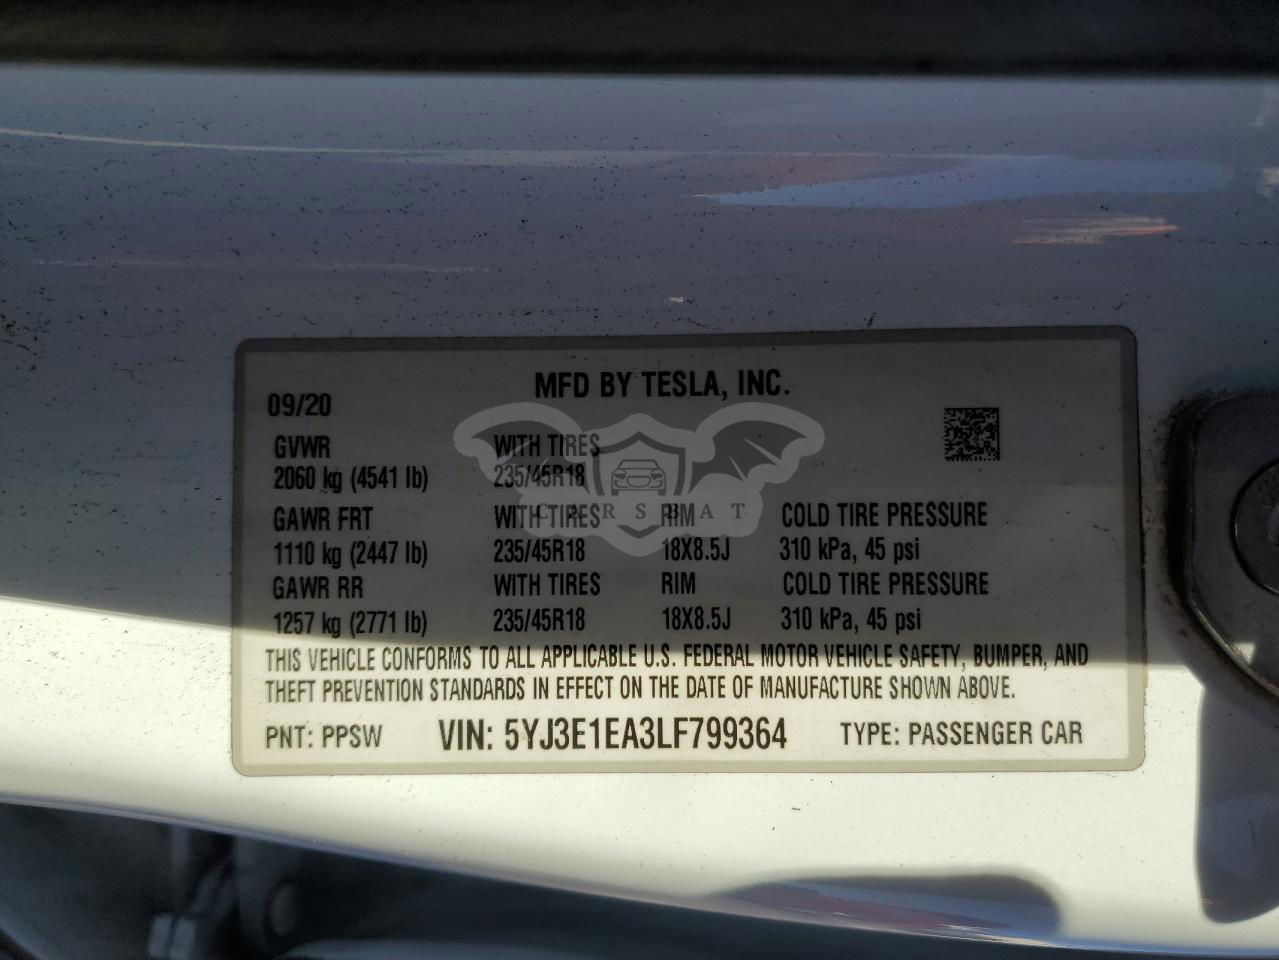 MFD BY TESLA, INC.
09/20
GVWR WITH TIRES
2060 kg (4541 lb) 235/45R18
GAWR FRT WITH TIRES RIM COLD TIRE PRESSURE
1110 kg (2447 lb) 235/45R18 18X8.5J 310 kPa, 45 psi
GAWR RR WITH TIRES RIM COLD TIRE PRESSURE
1257 kg (2771 lb) 235/45R18 18X8.5J 310 kPa, 45 psi
THIS VEHICLE CONFORMS TO ALL APPLICABLE U.S. FEDERAL MOTOR VEHICLE SAFETY, BUMPER, AND
THEFT PREVENTION STANDARDS IN EFFECT ON THE DATE OF MANUFACTURE SHOWN ABOVE.
PNT: PPSW VIN: 5YJ3E1EA3LF799364 TYPE: PASSENGER CAR
CARSBAT